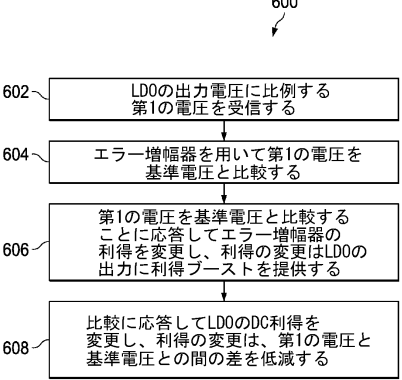 600
602
LDOの出力電圧に比例する
第1の電圧を受信する
604
エラー増幅器を用いて第1の電圧を
基準電圧と比較する
606
第1の電圧を基準電圧と比較する
ことに応答してエラー増幅器の
利得を変更し、利得の変更はLDOの
出力に利得ブーストを提供する
608
比較に応答してLDOのDC利得を
変更し、利得の変更は、第1の電圧と
基準電圧との間の差を低減する